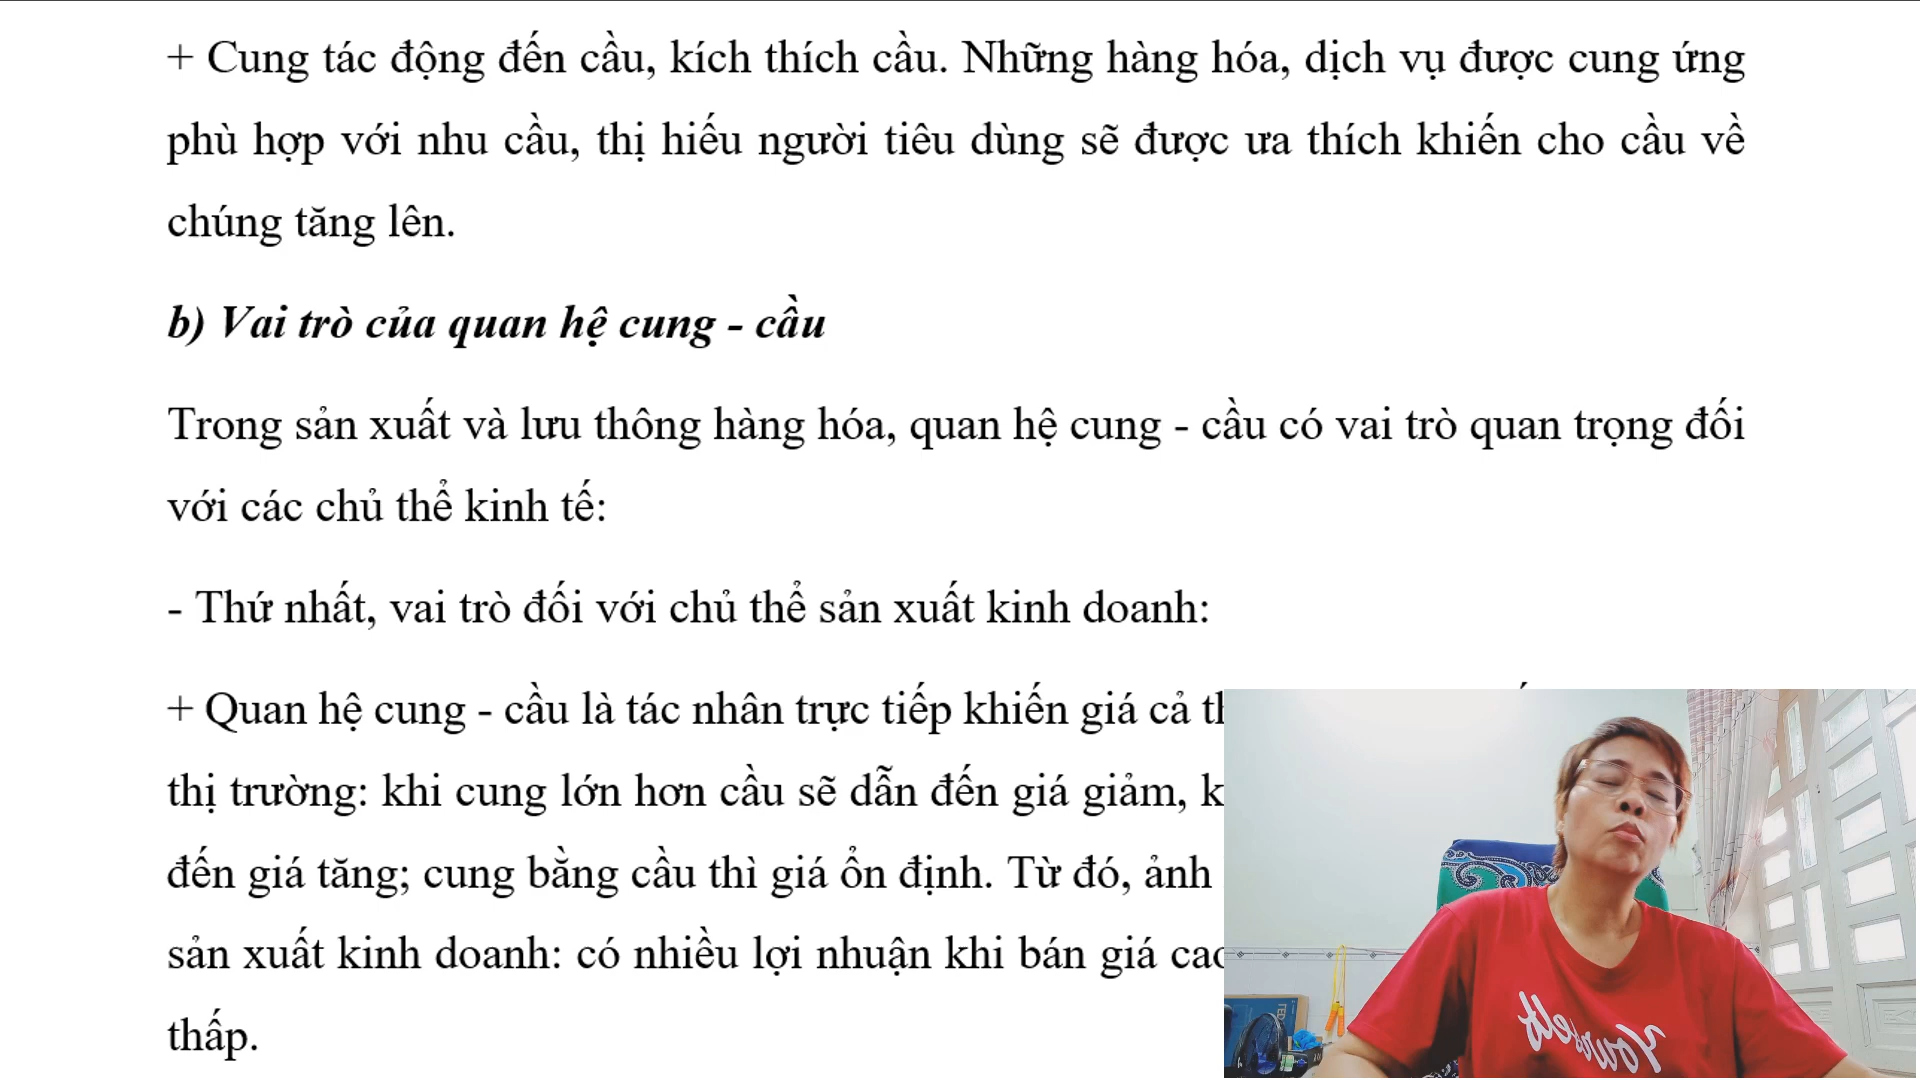 + Cung tác động đến cầu, kích thích cầu. Những hàng hóa, dịch vụ được cung ứng
phù hợp với nhu cầu, thị hiếu người tiêu dùng sẽ được ưa thích khiến cho cầu về
chúng tăng lên.
b) Vai trò của quan hệ cung - cầu
Trong sản xuất và lưu thông hàng hóa, quan hệ cung - cầu có vai trò quan trọng đối
với các chủ thể kinh tế:
- Thứ nhất, vai trò đối với chủ thể sản xuất kinh doanh:
+ Quan hệ cung - cầu là tác nhân trực tiếp khiến giá cả
thị trường: khi cung lớn hơn cầu sẽ dẫn đến giá giảm,
đến giá tăng; cung bằng cầu thì giá ổn định. Từ đó, ảnh
sản xuất kinh doanh: có nhiều lợi nhuận khi bán giá cao
thấp.
Yourself